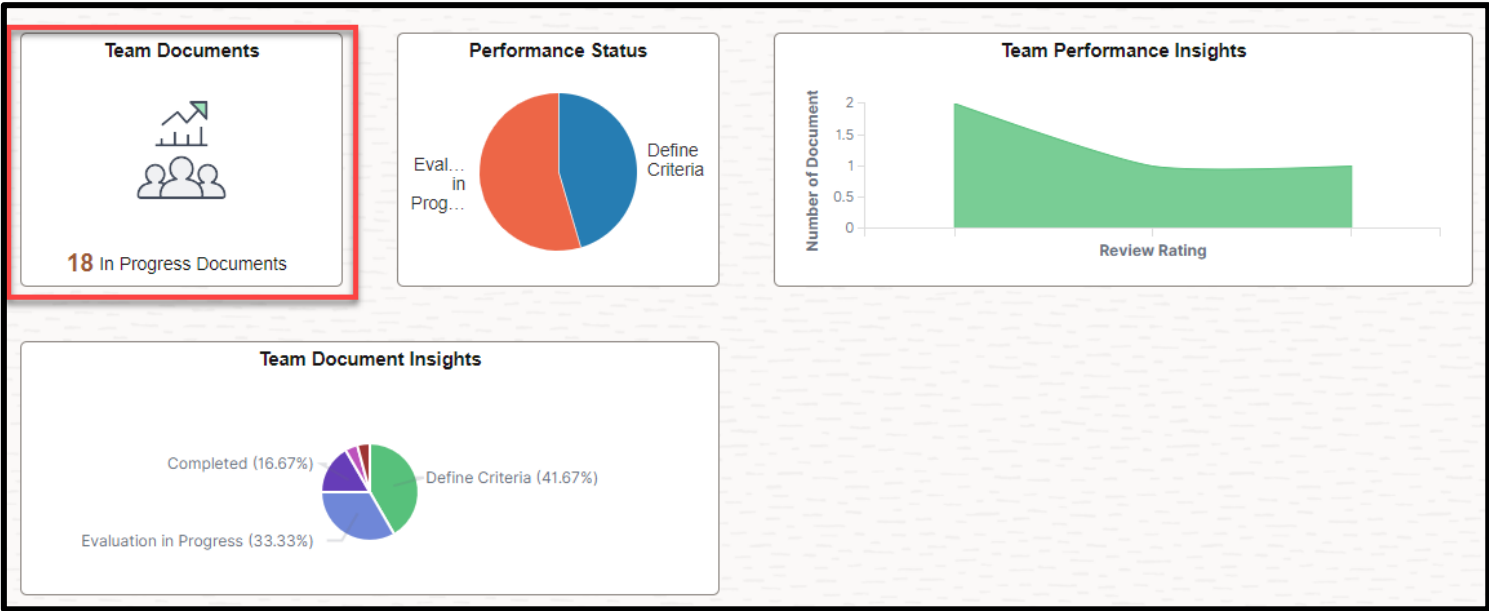 Team Documents
18 In Progress Documents
Performance Status
Eval...
in
Prog...
Define
Criteria
Team Performance Insights
Number of Document
2
1.5
1
0.5
0
Review Rating
Team Document Insights
Completed (16.67%)
Define Criteria (41.67%)
Evaluation in Progress (33.33%)